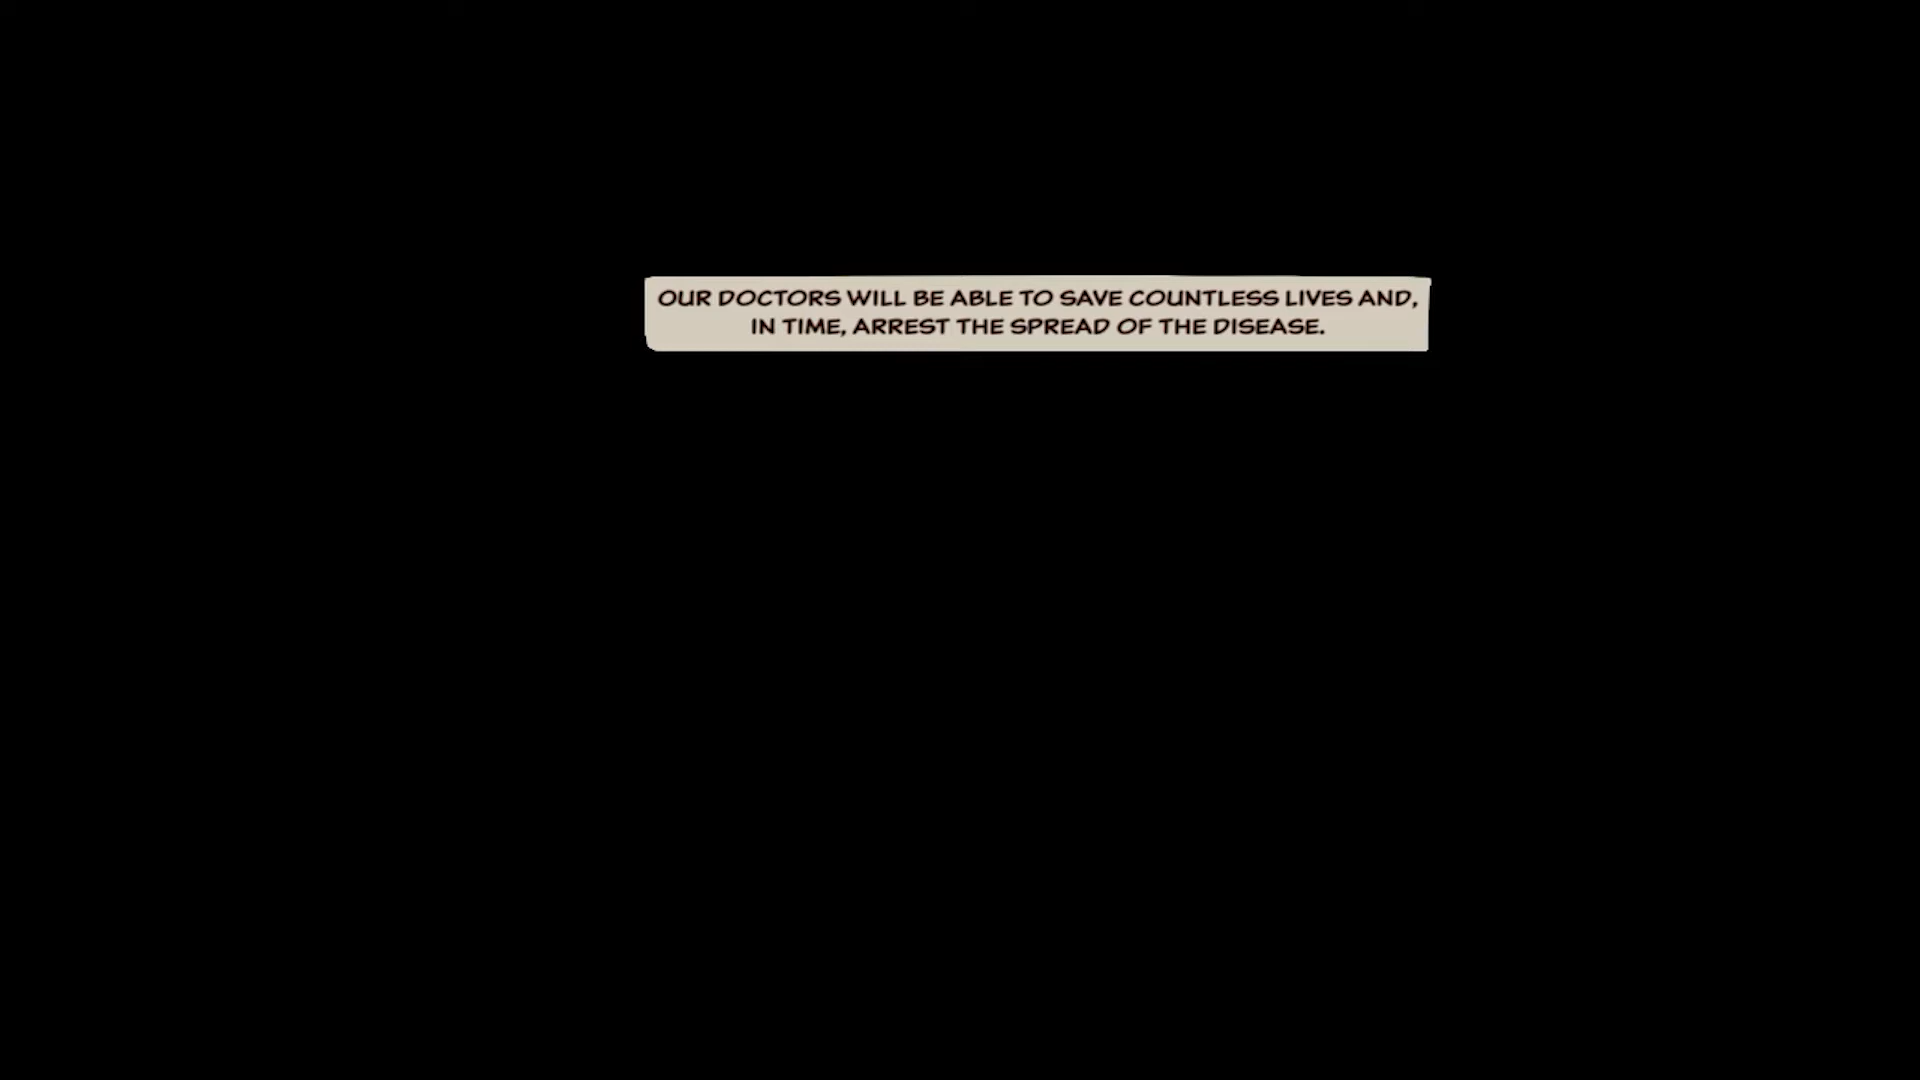 OUR DOCTORS WILL BE ABLE TO SAVE COUNTLESS LIVES AND,
IN TIME, ARREST THE SPREAD OF THE DISEASE.